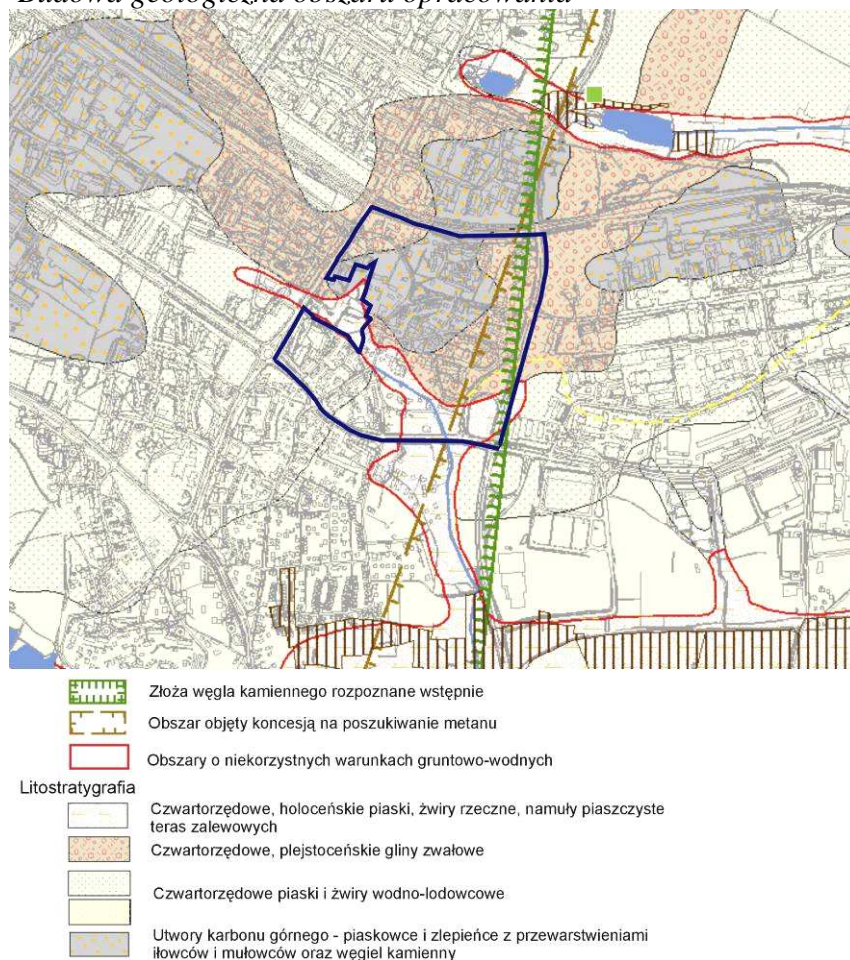 Budowa geologiczna obszaru opracowania
Złoża węgla kamiennego rozpoznane wstępnie
Obszar objęty koncesją na poszukiwanie metanu
Obszary o niekorzystnych warunkach gruntowo-wodnych
Litostratygrafia
Czwartorzędowe, holoceńskie piaski, żwiry rzeczne, namuły piaszczyste
teras zalewowych
Czwartorzędowe, plejstoceńskie gliny zwałowe
Czwartorzędowe piaski i żwiry wodno-lodowcowe
Utwory karbonu górnego - piaskowce i zlepieńce z przewarstwieniami
iłowców i mułowców oraz węgiel kamienny